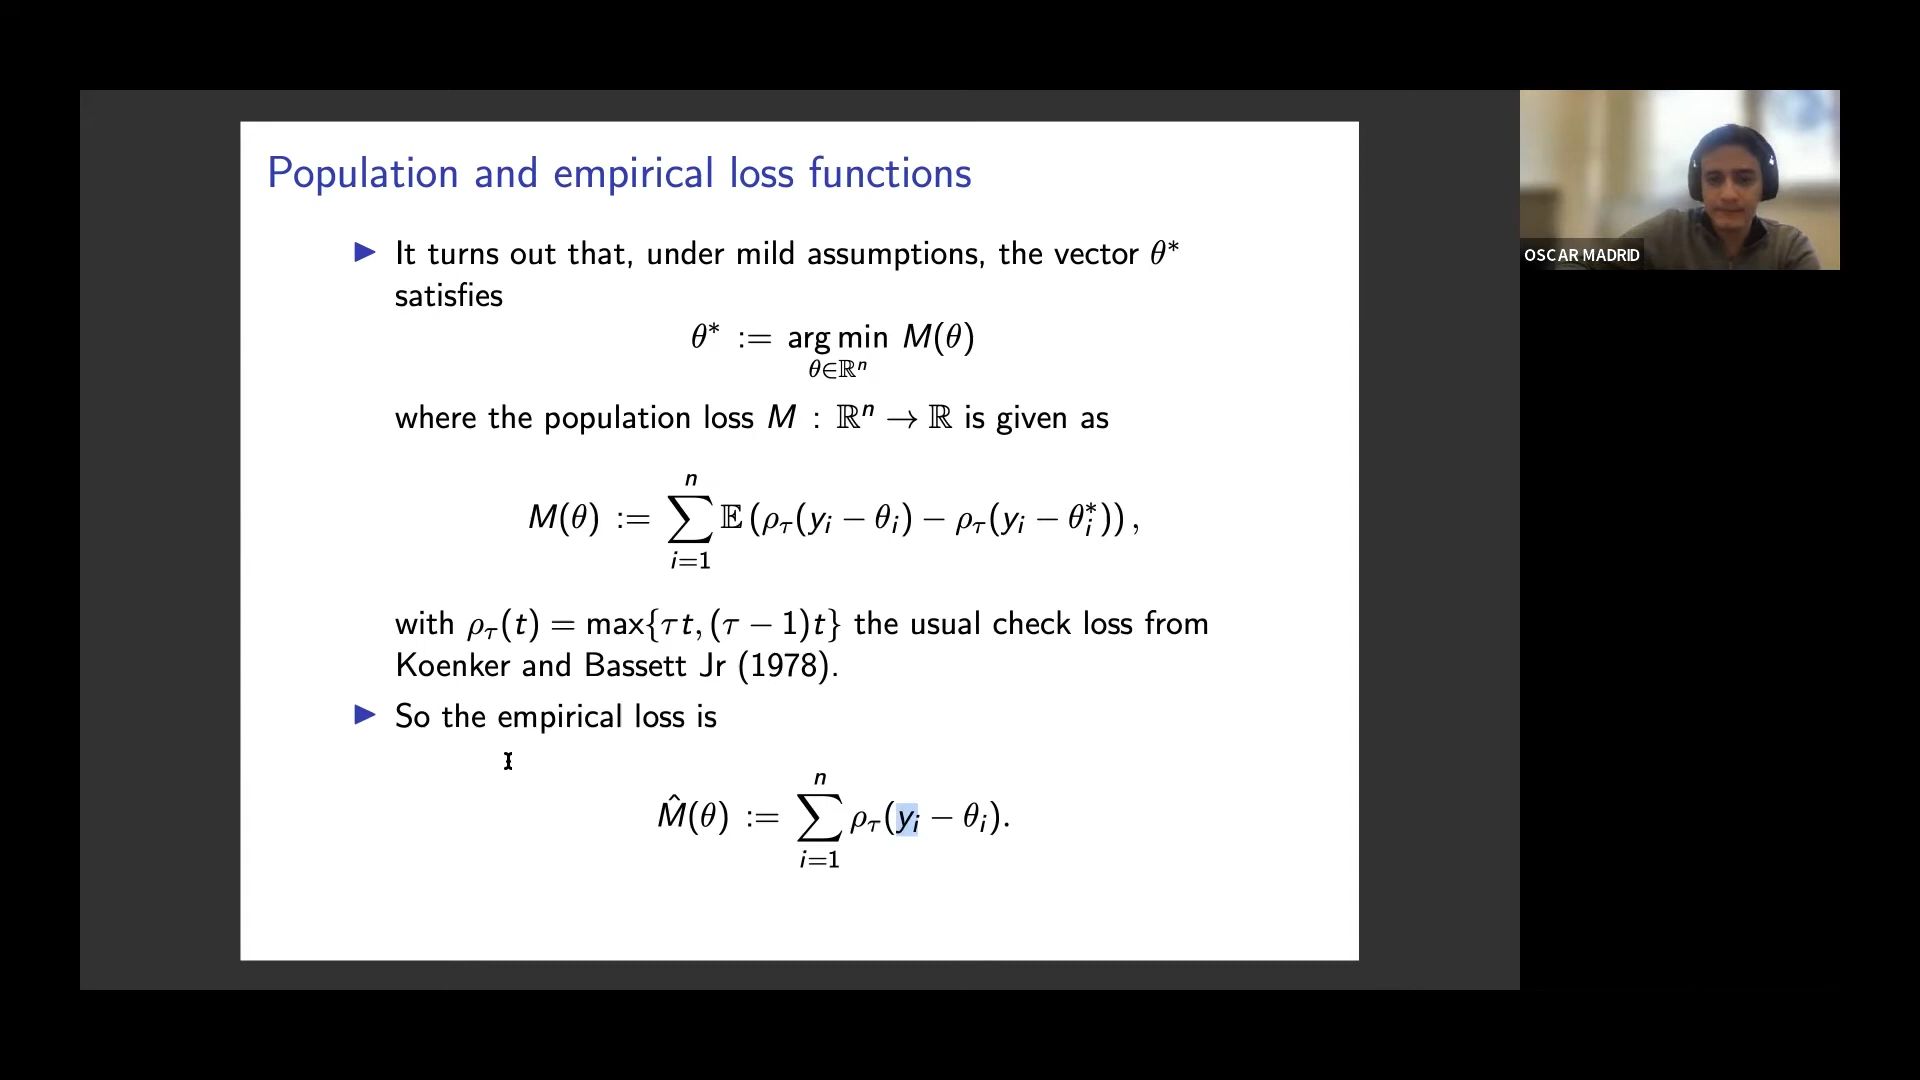 Population and empirical loss functions
▶ It turns out that, under mild assumptions, the vector θ*
satisfies
θ* := arg min M(θ)
θ∈ℝⁿ
where the population loss M : ℝⁿ → ℝ is given as
n
M(θ) := ∑ 𝔼 (ρτ(yᵢ − θᵢ) − ρτ(yᵢ − θᵢ*)) ,
i=1
with ρτ(t) = max{τt, (τ − 1)t} the usual check loss from
Koenker and Bassett Jr (1978).
▶ So the empirical loss is
n
M̂(θ) := ∑ ρτ(yᵢ − θᵢ).
i=1
OSCAR MADRID